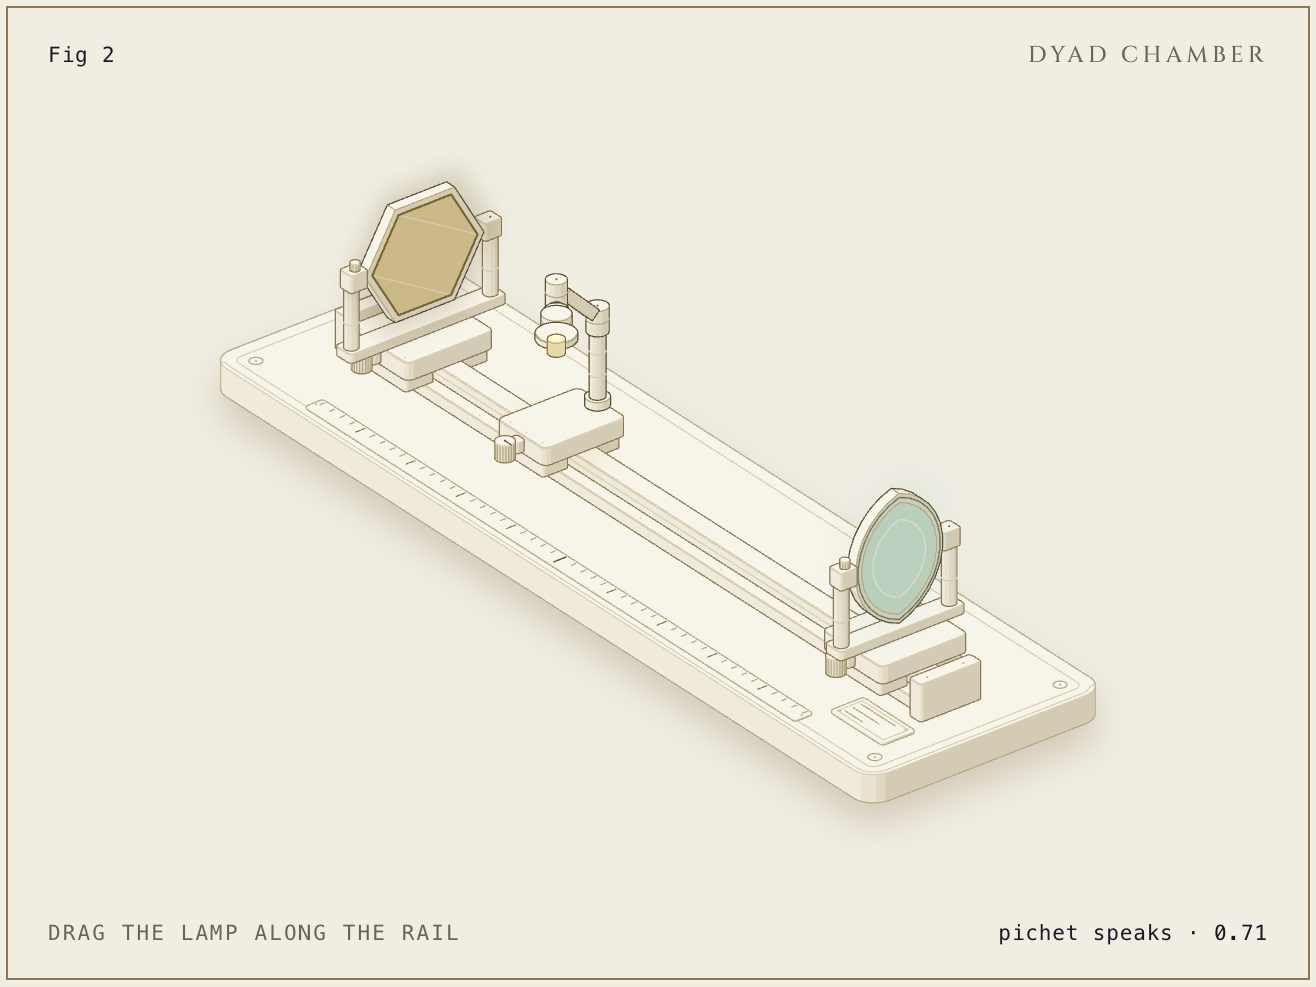 Fig 2
DYAD CHAMBER
DRAG THE LAMP ALONG THE RAIL
pichet speaks · 0.71